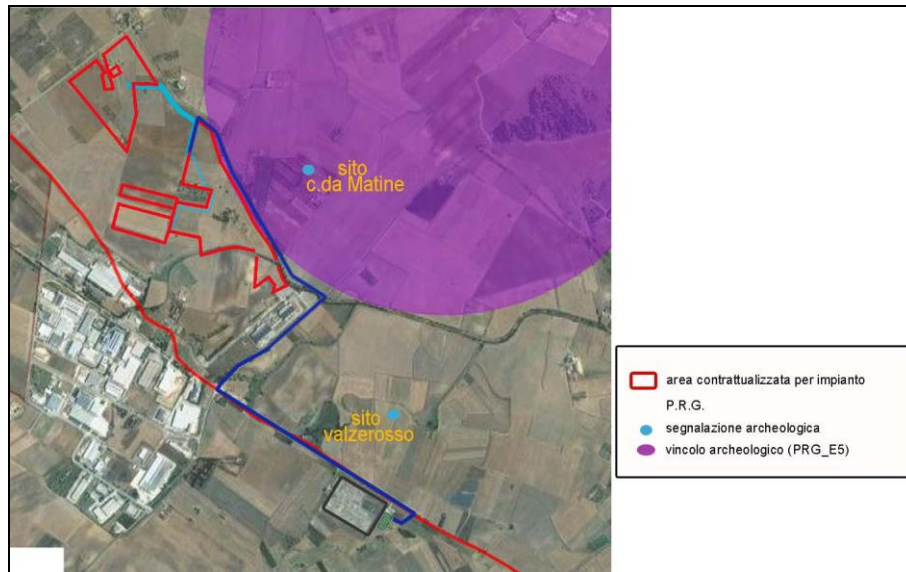 sito
c.da Matine
sito
valzerosso
area contrattualizzata per impianto
P.R.G.
segnalazione archeologica
vincolo archeologico (PRG_E5)